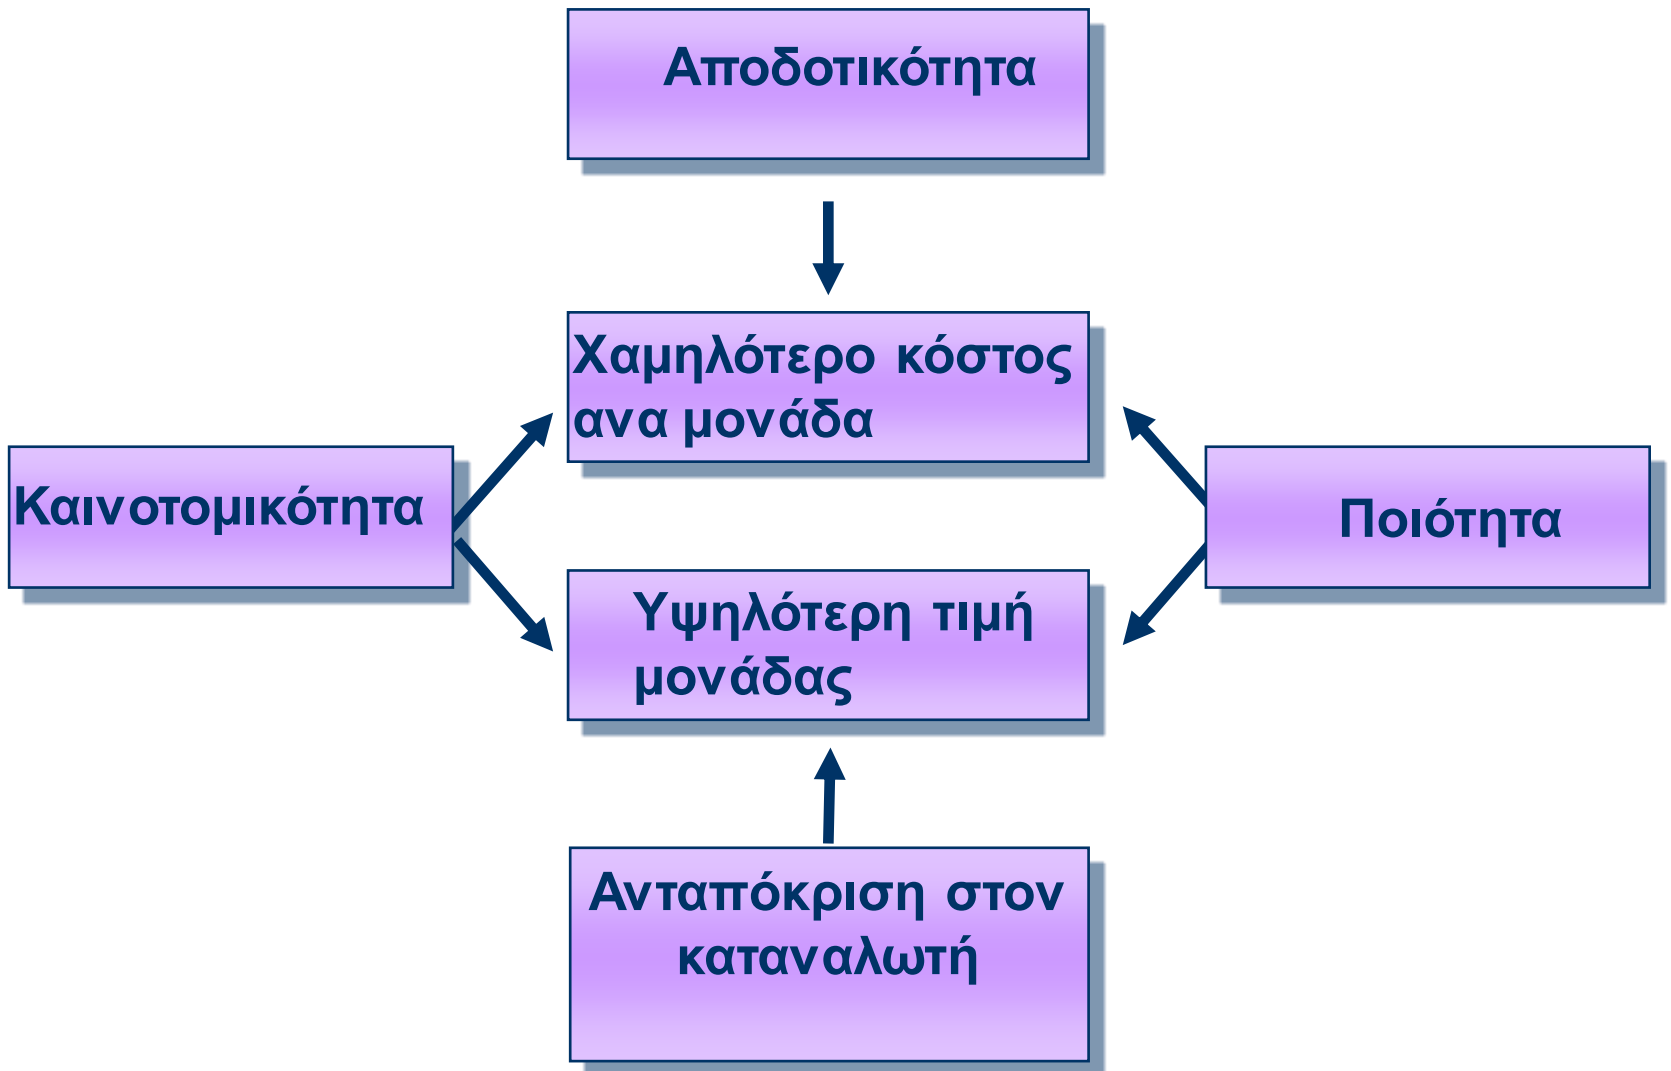 Αποδοτικότητα
Χαμηλότερο κόστος
ανα μονάδα
Καινοτομικότητα
Ποιότητα
Υψηλότερη τιμή
μονάδας
Ανταπόκριση στον
καταναλωτή